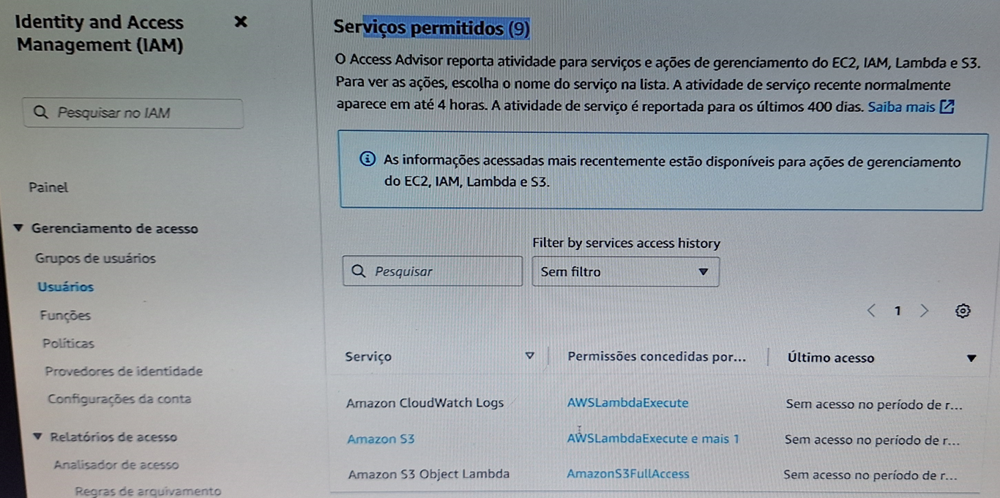 Identity and Access
Management (IAM)
Pesquisar no IAM
Painel
Gerenciamento de acesso
Grupos de usuários
Usuários
Funções
Políticas
Provedores de identidade
Configurações da conta
Relatórios de acesso
Analisador de acesso
Regras de arquivamento
Serviços permitidos (9)
O Access Advisor reporta atividade para serviços e ações de gerenciamento do EC2, IAM, Lambda e S3.
Para ver as ações, escolha o nome do serviço na lista. A atividade de serviço recente normalmente
aparece em até 4 horas. A atividade de serviço é reportada para os últimos 400 dias. Saiba mais
As informações acessadas mais recentemente estão disponíveis para ações de gerenciamento
do EC2, IAM, Lambda e S3.
Filter by services access history
Pesquisar Sem filtro
1
Serviço Permissões concedidas por... Último acesso
Amazon CloudWatch Logs AWSLambdaExecute Sem acesso no período de r...
Amazon S3 AWSLambdaExecute e mais 1 Sem acesso no período de r...
Amazon S3 Object Lambda AmazonS3FullAccess Sem acesso no período de r...